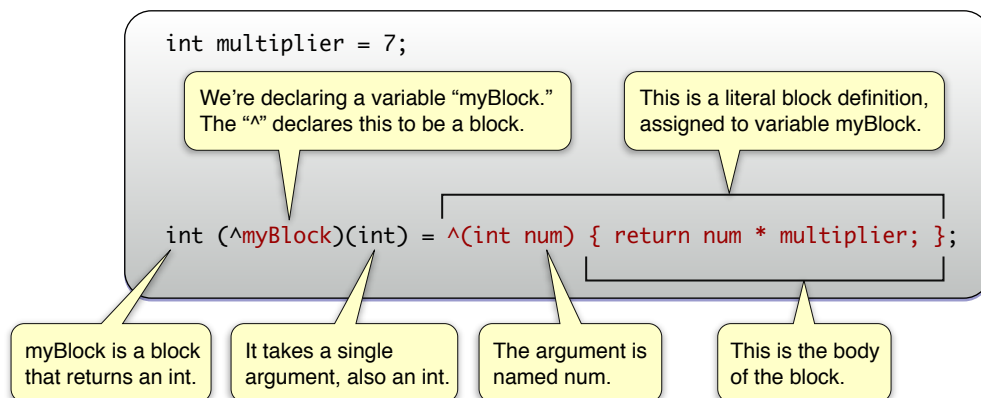 int multiplier = 7;
We're declaring a variable “myBlock.”
The “^” declares this to be a block.
This is a literal block definition,
assigned to variable myBlock.
int (^myBlock)(int) = ^(int num) { return num * multiplier; };
myBlock is a block
that returns an int.
It takes a single
argument, also an int.
The argument is
named num.
This is the body
of the block.